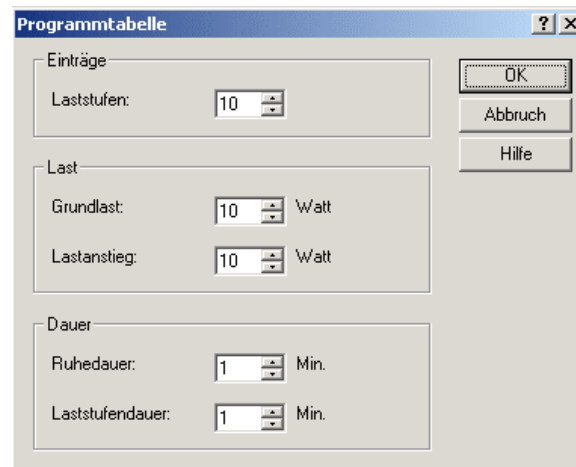 Programmtabelle
Einträge
Laststufen: 10
OK
Abbruch
Hilfe
Last
Grundlast: 10 Watt
Lastanstieg: 10 Watt
Dauer
Ruhedauer: 1 Min.
Laststufendauer: 1 Min.